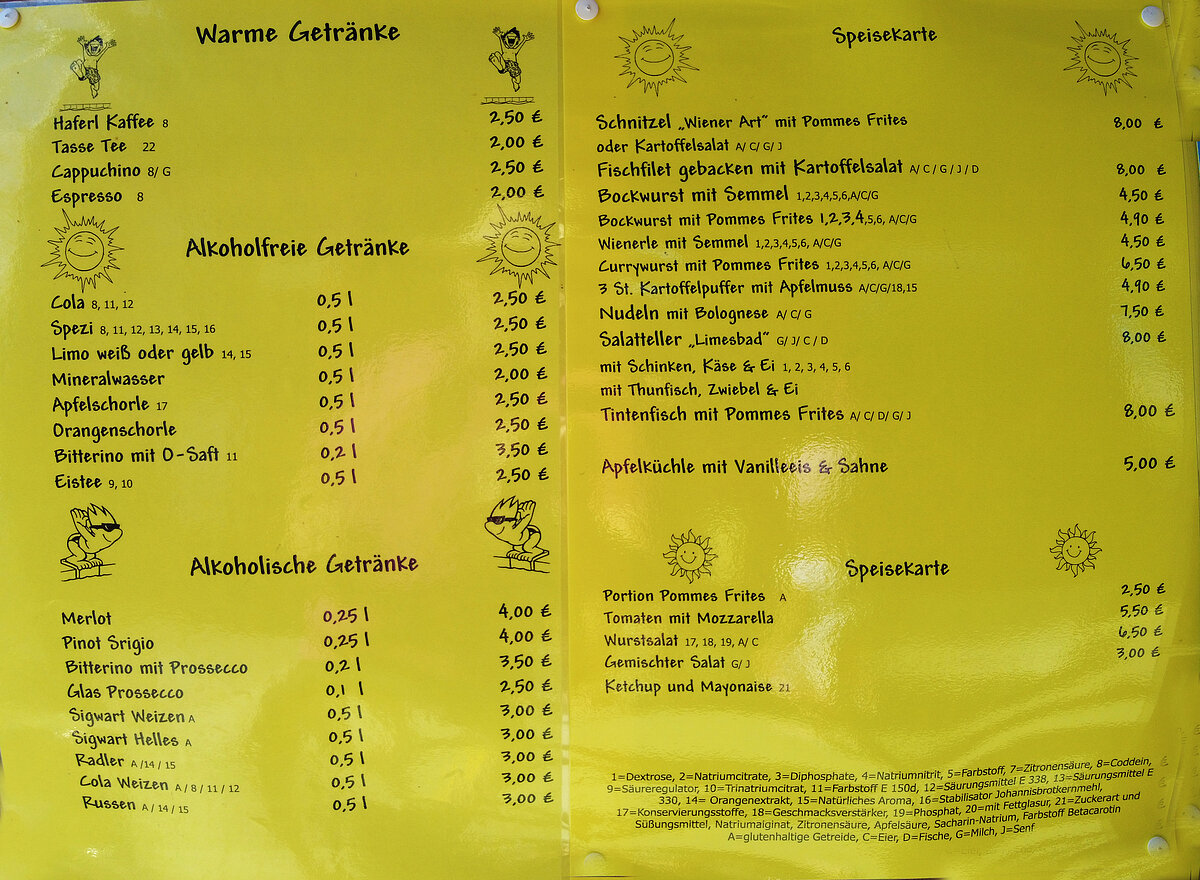 Warme Getränke
Haferl Kaffee 8 2,50 €
Tasse Tee 22 2,00 €
Cappuchino 8/ G 2,50 €
Espresso 8 2,00 €
Alkoholfreie Getränke
Cola 8, 11, 12 0,5 l 2,50 €
Spezi 8, 11, 12, 13, 14, 15, 16 0,5 l 2,50 €
Limo weiß oder gelb 14, 15 0,5 l 2,50 €
Mineralwasser 0,5 l 2,00 €
Apfelschorle 17 0,5 l 2,50 €
Orangenschorle 0,5 l 2,50 €
Bitterino mit O-Saft 11 0,2 l 3,50 €
Eistee 9, 10 0,5 l 2,50 €
Alkoholische Getränke
Merlot 0,25 l 4,00 €
Pinot Srigio 0,25 l 4,00 €
Bitterino mit Prossecco 0,2 l 3,50 €
Glas Prossecco 0,1 l 2,50 €
Sigwart Weizen A 0,5 l 3,00 €
Sigwart Helles A 0,5 l 3,00 €
Radler A /14 / 15 0,5 l 3,00 €
Cola Weizen A / 8 / 11 / 12 0,5 l 3,00 €
Russen A / 14 / 15 0,5 l 3,00 €
Speisekarte
Schnitzel „Wiener Art" mit Pommes Frites 8,00 €
oder Kartoffelsalat A/ C/ G/ J
Fischfilet gebacken mit Kartoffelsalat A/ C / G / J / D 8,00 €
Bockwurst mit Semmel 1,2,3,4,5,6,A/C/G 4,50 €
Bockwurst mit Pommes Frites 1,2,3,4,5,6, A/C/G 4,90 €
Wienerle mit Semmel 1,2,3,4,5,6, A/C/G 4,50 €
Currywurst mit Pommes Frites 1,2,3,4,5,6, A/C/G 6,50 €
3 St. Kartoffelpuffer mit Apfelmuss A/C/G/18,15 4,90 €
Nudeln mit Bolognese A/ C/ G 7,50 €
Salatteller „Limesbad" G/ J/ C / D 8,00 €
mit Schinken, Käse & Ei 1, 2, 3, 4, 5, 6
mit Thunfisch, Zwiebel & Ei
Tintenfisch mit Pommes Frites A/ C/ D/ G/ J 8,00 €
Apfelküchle mit Vanilleeis & Sahne 5,00 €
Speisekarte
Portion Pommes Frites A 2,50 €
Tomaten mit Mozzarella 5,50 €
Wurstsalat 17, 18, 19, A/ C 6,50 €
Gemischter Salat G/ J 3,00 €
Ketchup und Mayonaise 21
1=Dextrose, 2=Natriumcitrate, 3=Diphosphate, 4=Natriumnitrit, 5=Farbstoff, 7=Zitronensäure, 8=Coddein,
9=Säureregulator, 10=Trinatriumcitrat, 11=Farbstoff E 150d, 12=Säurungsmittel E 338, 13=Säurungsmittel E
330, 14= Orangenextrakt, 15=Natürliches Aroma, 16=Stabilisator Johannisbrotkernmehl,
17=Konservierungsstoffe, 18=Geschmacksverstärker, 19=Phosphat, 20=mit Fettglasur, 21=Zuckerart und
Süßungsmittel, Natriumalginat, Zitronensäure, Apfelsäure, Sacharin-Natrium, Farbstoff Betacarotin
A=glutenhaltige Getreide, C=Eier, D=Fische, G=Milch, J=Senf